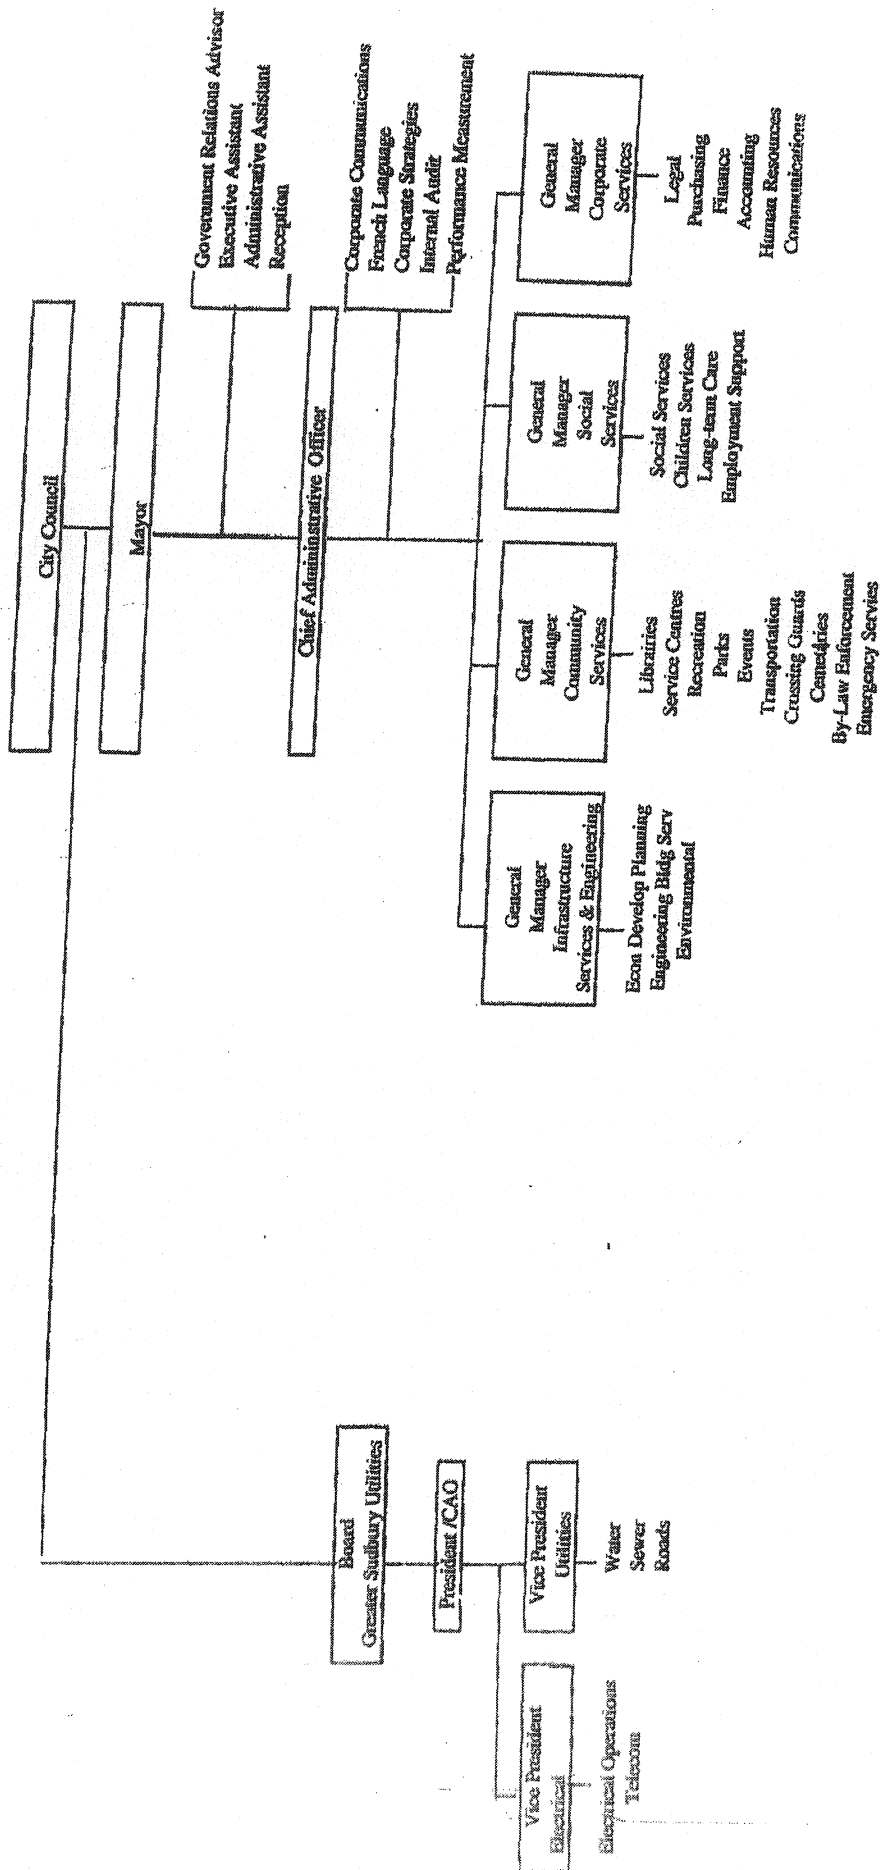 City Council
Mayor
Government Relations Advisor
Executive Assistant
Administrative Assistant
Reception
Chief Admininistrative Officer
Corporate Communications
French Language
Corporate Strategies
Internal Audit
Performance Measurement
Board
Greater Sudbury Utilities
President /CAO
Vice President
Electrical
Electrical Operations
Telecom
Vice President
Utilities
Water
Sewer
Roads
General
Manager
Infrastructure
Services & Engineering
Econ Develop Planning
Engineering Bldg Serv
Environmental
General
Manager
Community
Services
Librairies
Service Centres
Recreation
Parks
Events
Transportation
Crossing Guards
Cemetaries
By-Law Enforcement
Emergency Servies
General
Manager
Social
Services
Social Services
Children Services
Long-term Care
Employment Support
General
Manager
Corporate
Services
Legal
Purchasing
Finance
Accounting
Human Resources
Communications